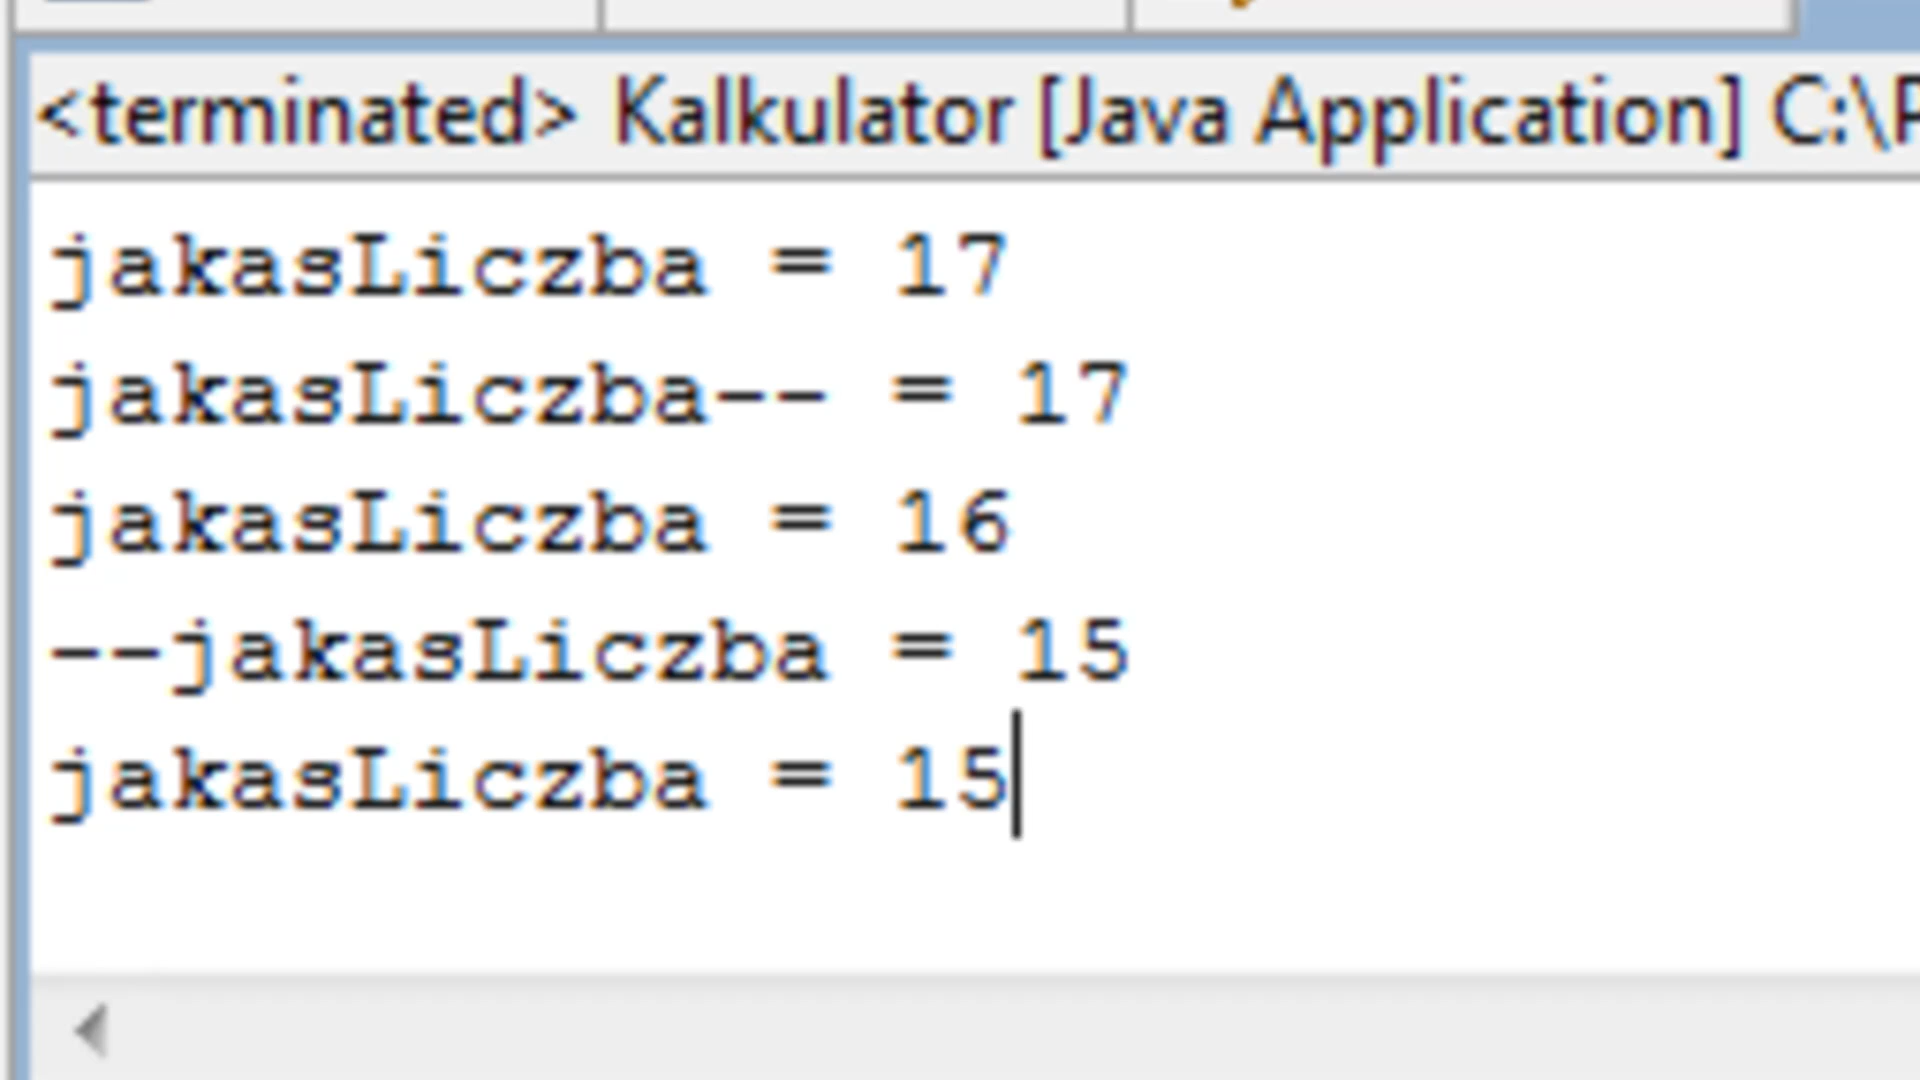 <terminated> Kalkulator [Java Application] C:\P
jakasLiczba = 17
jakasLiczba-- = 17
jakasLiczba = 16
--jakasLiczba = 15
jakasLiczba = 15